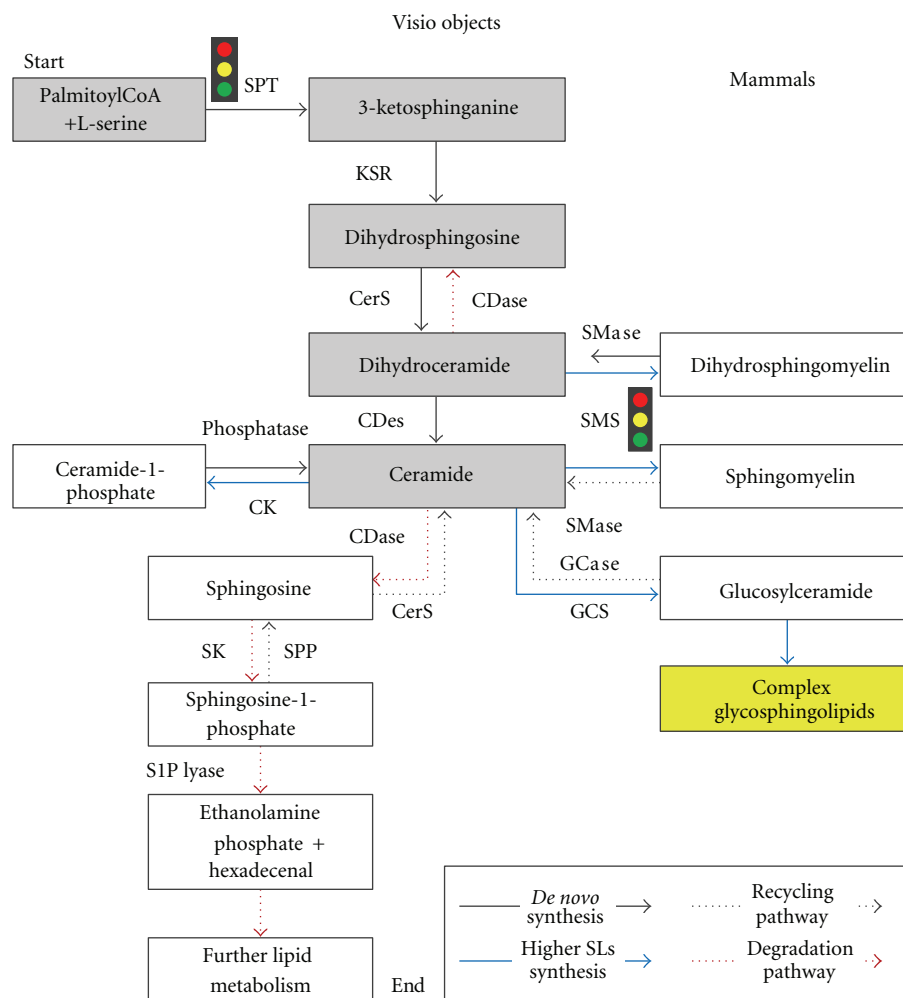 Visio objects
Start
SPT
Mammals
PalmitoylCoA
+L-serine
3-ketosphinganine
KSR
Dihydrosphingosine
CerS
CDase
SMase
Dihydroceramide
Dihydrosphingomyelin
CDes
SMS
Phosphatase
Ceramide-1-
phosphate
Ceramide
Sphingomyelin
CK
SMase
CDase
GCase
Sphingosine
CerS
Glucosylceramide
GCS
SK
SPP
Sphingosine-1-
phosphate
Complex
glycosphingolipids
S1P lyase
Ethanolamine
phosphate +
hexadecenal
De novo
synthesis
Recycling
pathway
Higher SLs
synthesis
Degradation
pathway
Further lipid
metabolism
End